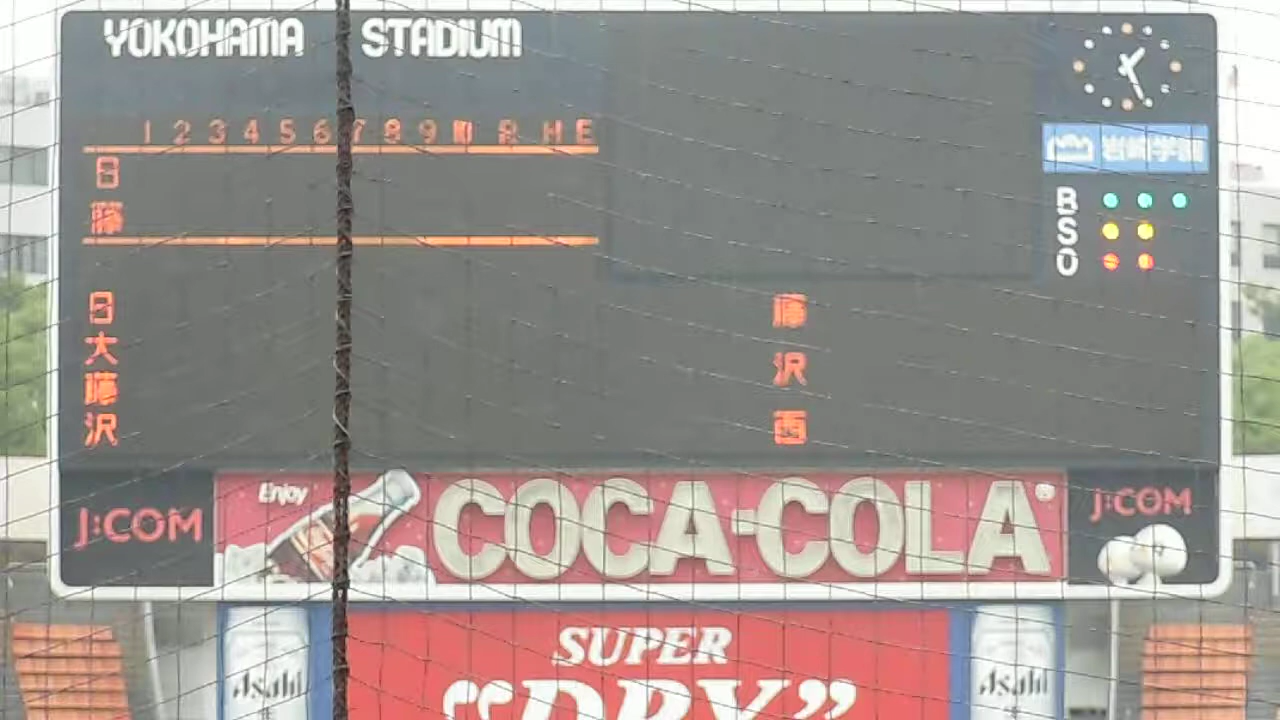 YOKOHAMA STADIUM
1 2 3 4 5 6 7 8 9 10 R H E
日
藤
日大藤沢
藤沢西
岩崎学園
B
S
O
J:COM
Enjoy
COCA-COLA
J:COM
Asahi
SUPER
"DRY"
Asahi